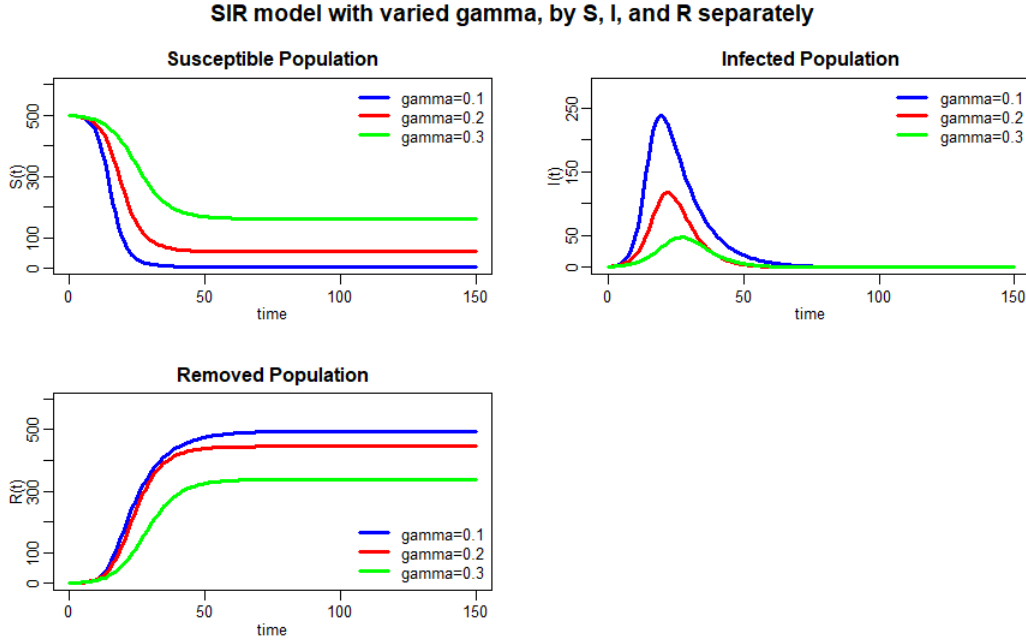 SIR model with varied gamma, by S, I, and R separately
Susceptible Population
S(t)
500
300
100
0
gamma=0.1
gamma=0.2
gamma=0.3
0 50 100 150
time
Infected Population
I(t)
250
150
50
0
gamma=0.1
gamma=0.2
gamma=0.3
0 50 100 150
time
Removed Population
R(t)
500
300
100
0
gamma=0.1
gamma=0.2
gamma=0.3
0 50 100 150
time